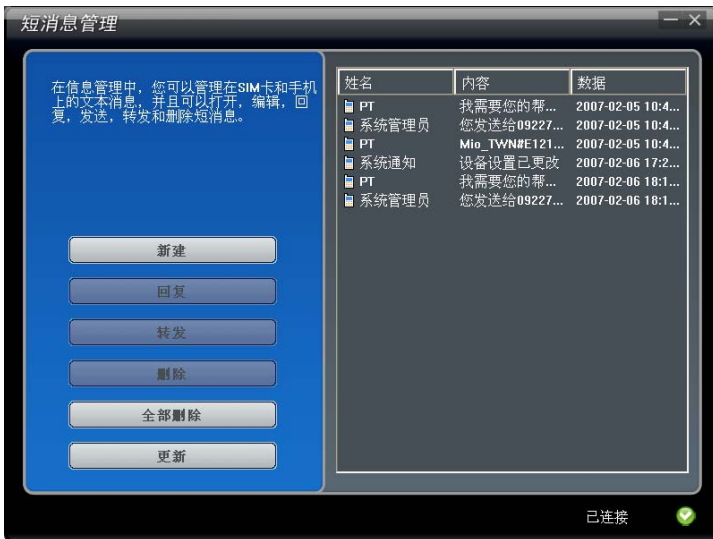 短消息管理
在信息管理中，您可以管理在SIM卡和手机
上的文本消息，并且可以打开，编辑，回
复，发送，转发和删除短消息。
新建
回复
转发
删除
全部删除
更新
姓名 内容 数据
PT 我需要您的帮... 2007-02-05 10:4...
系统管理员 您发送给09227... 2007-02-05 10:4...
PT Mio_TWN#E121... 2007-02-05 10:4...
系统通知 设备设置已更改 2007-02-06 17:2...
PT 我需要您的帮... 2007-02-06 18:1...
系统管理员 您发送给09227... 2007-02-06 18:1...
已连接